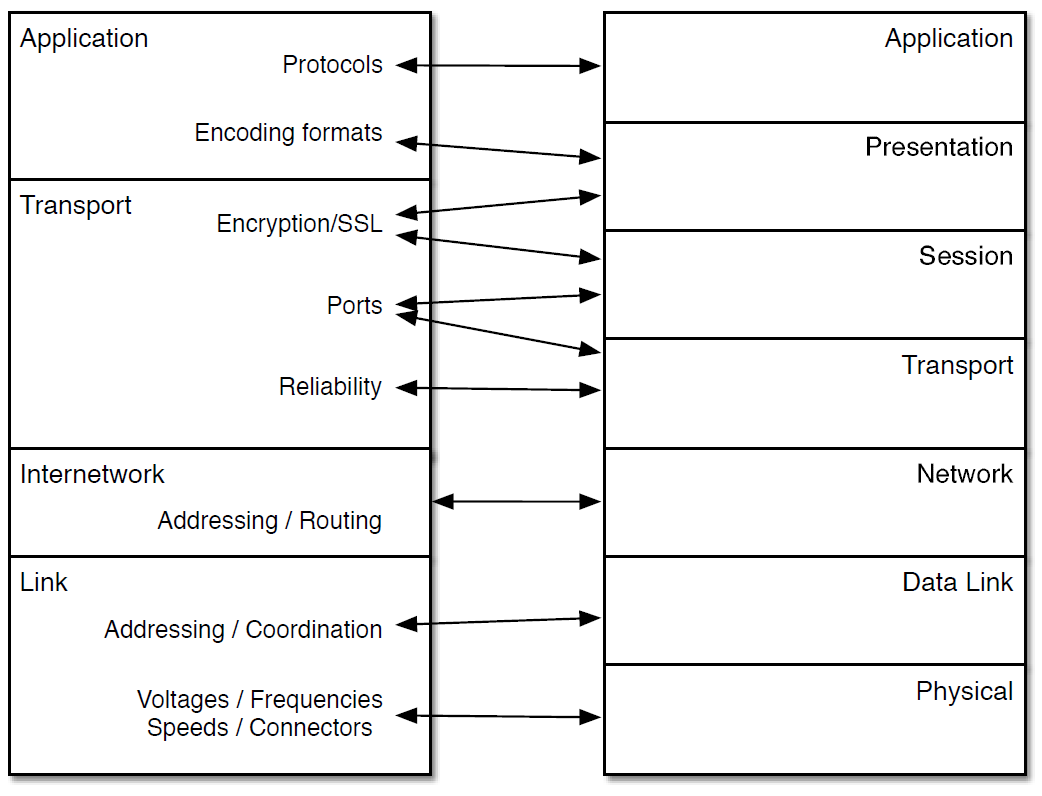 Application
Protocols
Encoding formats
Transport
Encryption/SSL
Ports
Reliability
Internetwork
Addressing / Routing
Link
Addressing / Coordination
Voltages / Frequencies
Speeds / Connectors
Application
Presentation
Session
Transport
Network
Data Link
Physical